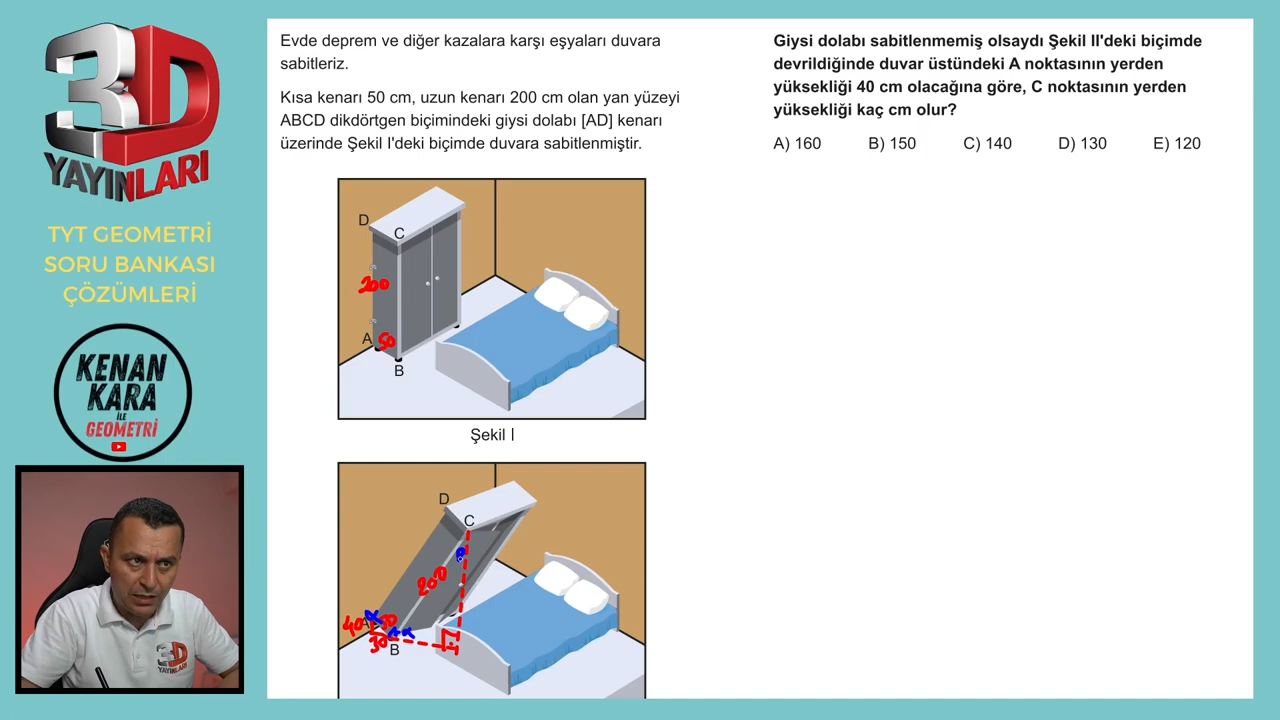 3D
YAYINLARI
TYT GEOMETRİ
SORU BANKASI
ÇÖZÜMLERİ
KENAN
KARA
İLE
GEOMETRİ
3D
YAYINLARI
Evde deprem ve diğer kazalara karşı eşyaları duvara
sabitleriz.
Kısa kenarı 50 cm, uzun kenarı 200 cm olan yan yüzeyi
ABCD dikdörtgen biçimindeki giysi dolabı [AD] kenarı
üzerinde Şekil I'deki biçimde duvara sabitlenmiştir.
D
C
200
A
50
B
Şekil I
D
C
200
40
A
50
30
α
B
Giysi dolabı sabitlenmemiş olsaydı Şekil II'deki biçimde
devrildiğinde duvar üstündeki A noktasının yerden
yüksekliği 40 cm olacağına göre, C noktasının yerden
yüksekliği kaç cm olur?
A) 160 B) 150 C) 140 D) 130 E) 120